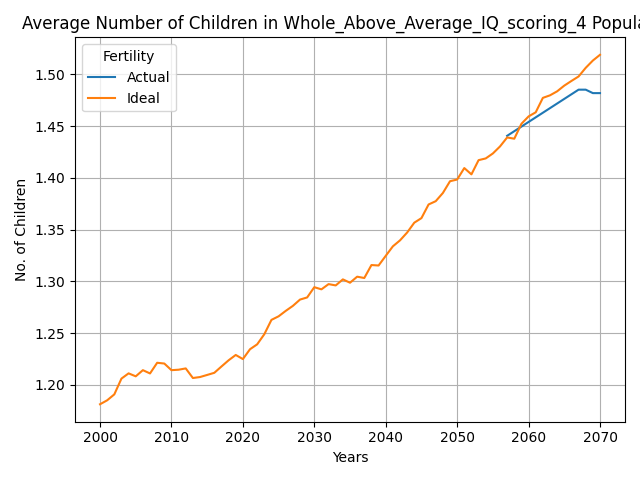 Average Number of Children in Whole_Above_Average_IQ_scoring_4 Popula
Fertility
Actual
Ideal
No. of Children
1.50
1.45
1.40
1.35
1.30
1.25
1.20
2000 2010 2020 2030 2040 2050 2060 2070
Years